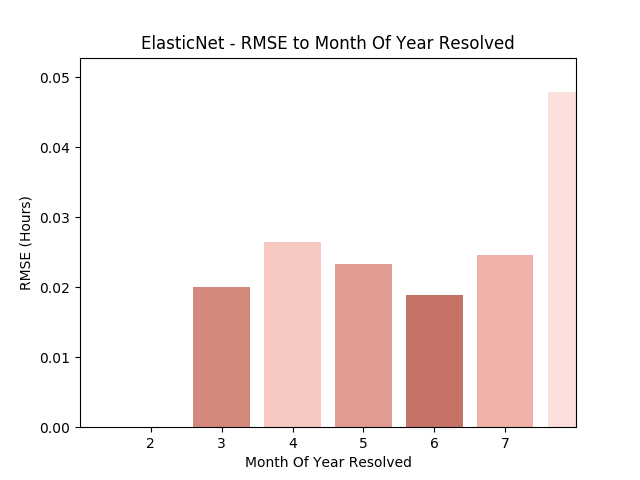 ElasticNet - RMSE to Month Of Year Resolved
0.05
0.04
0.03
0.02
0.01
0.00
RMSE (Hours)
2 3 4 5 6 7
Month Of Year Resolved